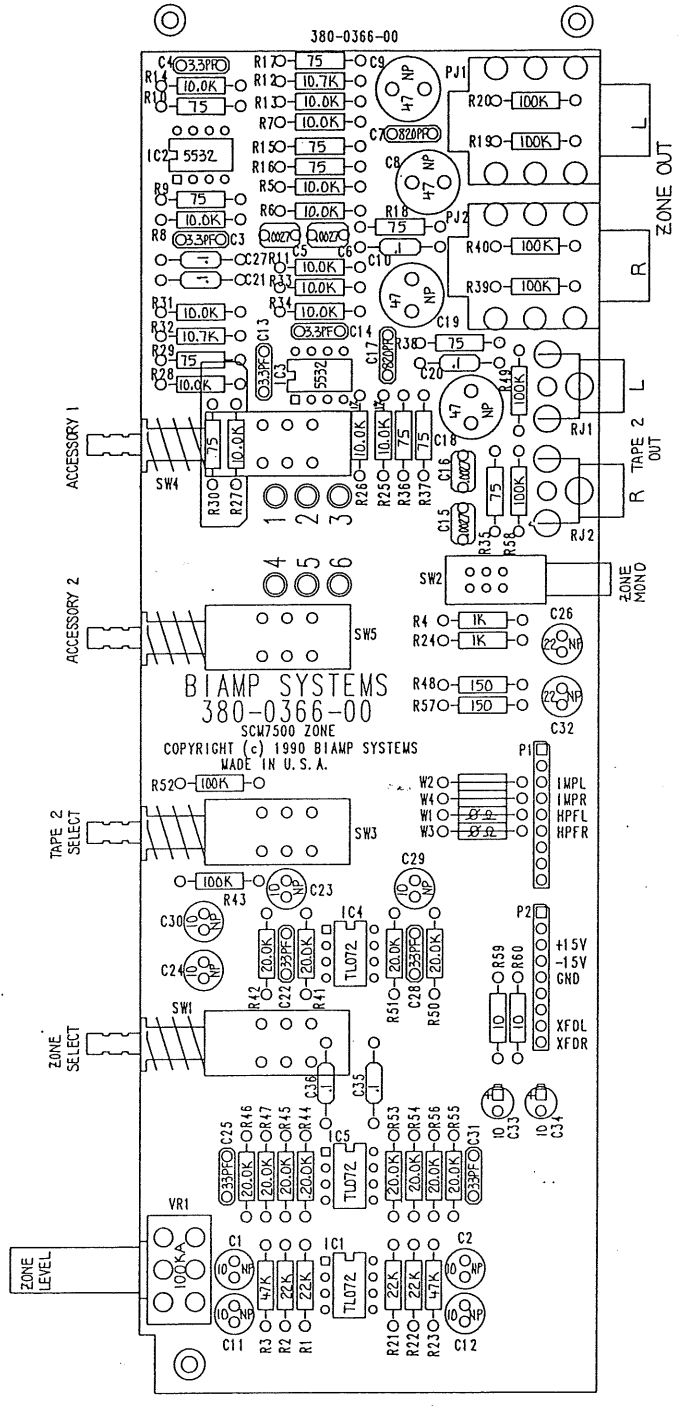 380-0366-00
C4 3.3PF R17 75 C9 47 NP PJ1
R14 10.0K R12 10.7K
R10 75 R13 10.0K R20 100K
IC2 5532 R7 10.0K C7 820PF R19 100K L
R15 75
R16 75 C8 47
R9 75 R5 10.0K
R8 10.0K R6 10.0K R18 75 PJ2
3.3PF C3 .0027 C5 .0027 C6 .1 C10 R40 100K R
C27 .1 R11 10.0K
C21 .1 R33 10.0K 47 NP R39 100K
ZONE OUT
R31 10.0K R34 10.0K
R32 10.7K C13 3.3PF 3.3PF C14 C17 820PF R38 75 C19
R29 75 IC3 5532 C20 .1
R28 10.0K R49 100K L
47 NP C18 RJ1
ACCESSORY 1
SW4 R30 75 R27 10.0K R26 10.0K R25 10.0K R36 75 R37 75
C16 .0027 C15 .0027 R35 75 R58 100K R RJ2
TAPE 2 OUT
1 2 3
4 5 6
SW2
ZONE MONO
ACCESSORY 2
SW5
R4 1K C26
R24 1K 22 NP
R48 150 22 NP
R57 150 C32
BIAMP SYSTEMS
380-0366-00
SCM7500 ZONE
COPYRIGHT (c) 1990 BIAMP SYSTEMS
MADE IN U.S.A.
P1
R52 100K
W2 IMPL
W4 IMPR
W1 HPFL
W3 HPFR
TAPE 2 SELECT
SW3
R43 100K 10 NP C23 C29 10 NP
C30 10 NP
C24 10 NP
R42 20.0K C22 33PF R41 20.0K IC4 TL072 R51 20.0K C28 33PF R50 20.0K
P2
+15V
-15V
GND
XFDL
XFDR
R59 10 R60 10
ZONE SELECT
SW1
C36 .1 C35 .1
10 C33 10 C34
C25 33PF R46 20.0K R47 20.0K R45 20.0K R44 20.0K IC5 TL072 R53 20.0K R54 20.0K R56 20.0K R55 20.0K C31 33PF
ZONE LEVEL
VR1 100KA
C1 10 NP C11 10 NP
R3 47K R2 22K R1 22K IC1 TL072 R21 22K R22 22K R23 47K
C2 10 NP C12 10 NP